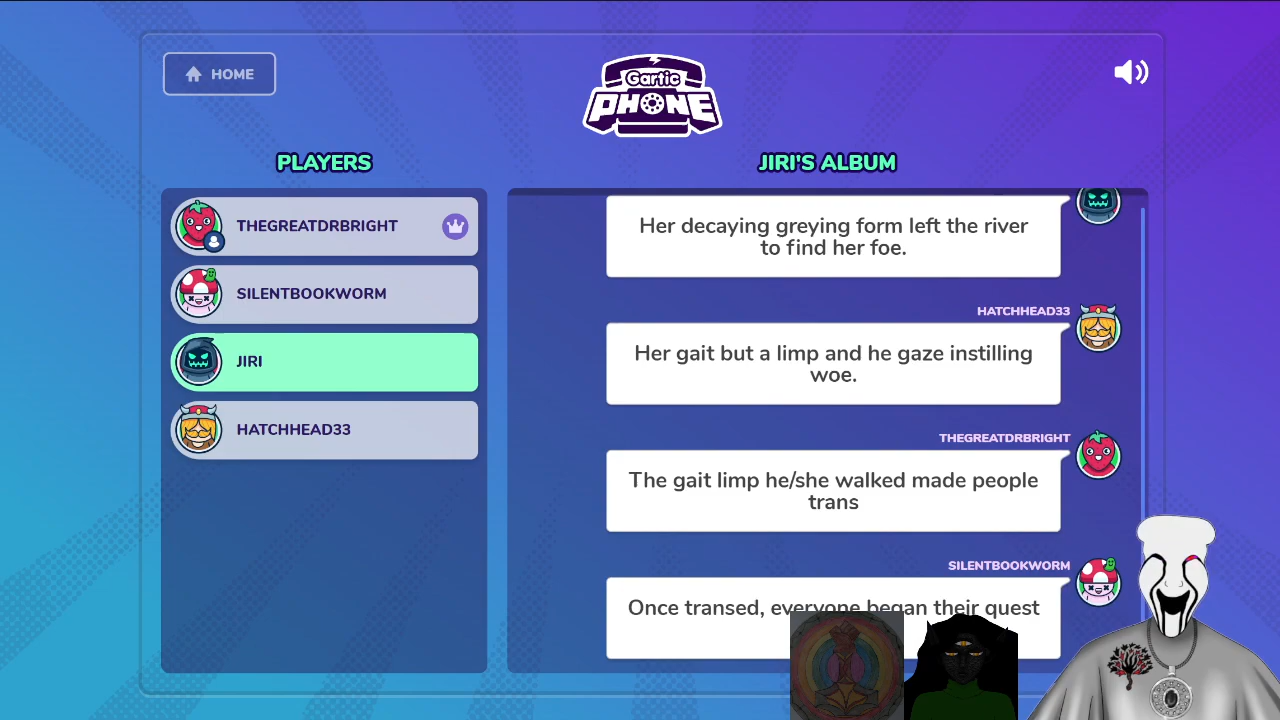 HOME
Gartic
PHONE
PLAYERS
JIRI'S ALBUM
THEGREATDRBRIGHT
SILENTBOOKWORM
JIRI
HATCHHEAD33
Her decaying greying form left the river
to find her foe.
HATCHHEAD33
Her gait but a limp and he gaze instilling
woe.
THEGREATDRBRIGHT
The gait limp he/she walked made people
trans
SILENTBOOKWORM
Once transed, everyone began their quest